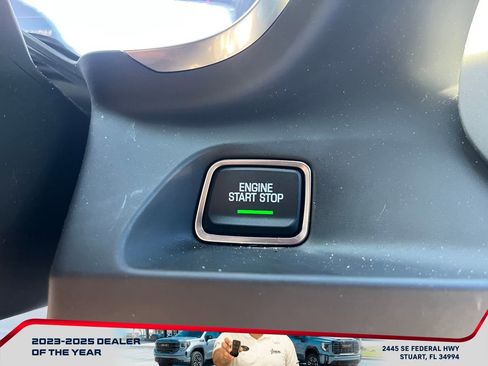 ENGINE
START STOP
2023-2025 DEALER
OF THE YEAR
2445 SE FEDERAL HWY
STUART, FL 34994